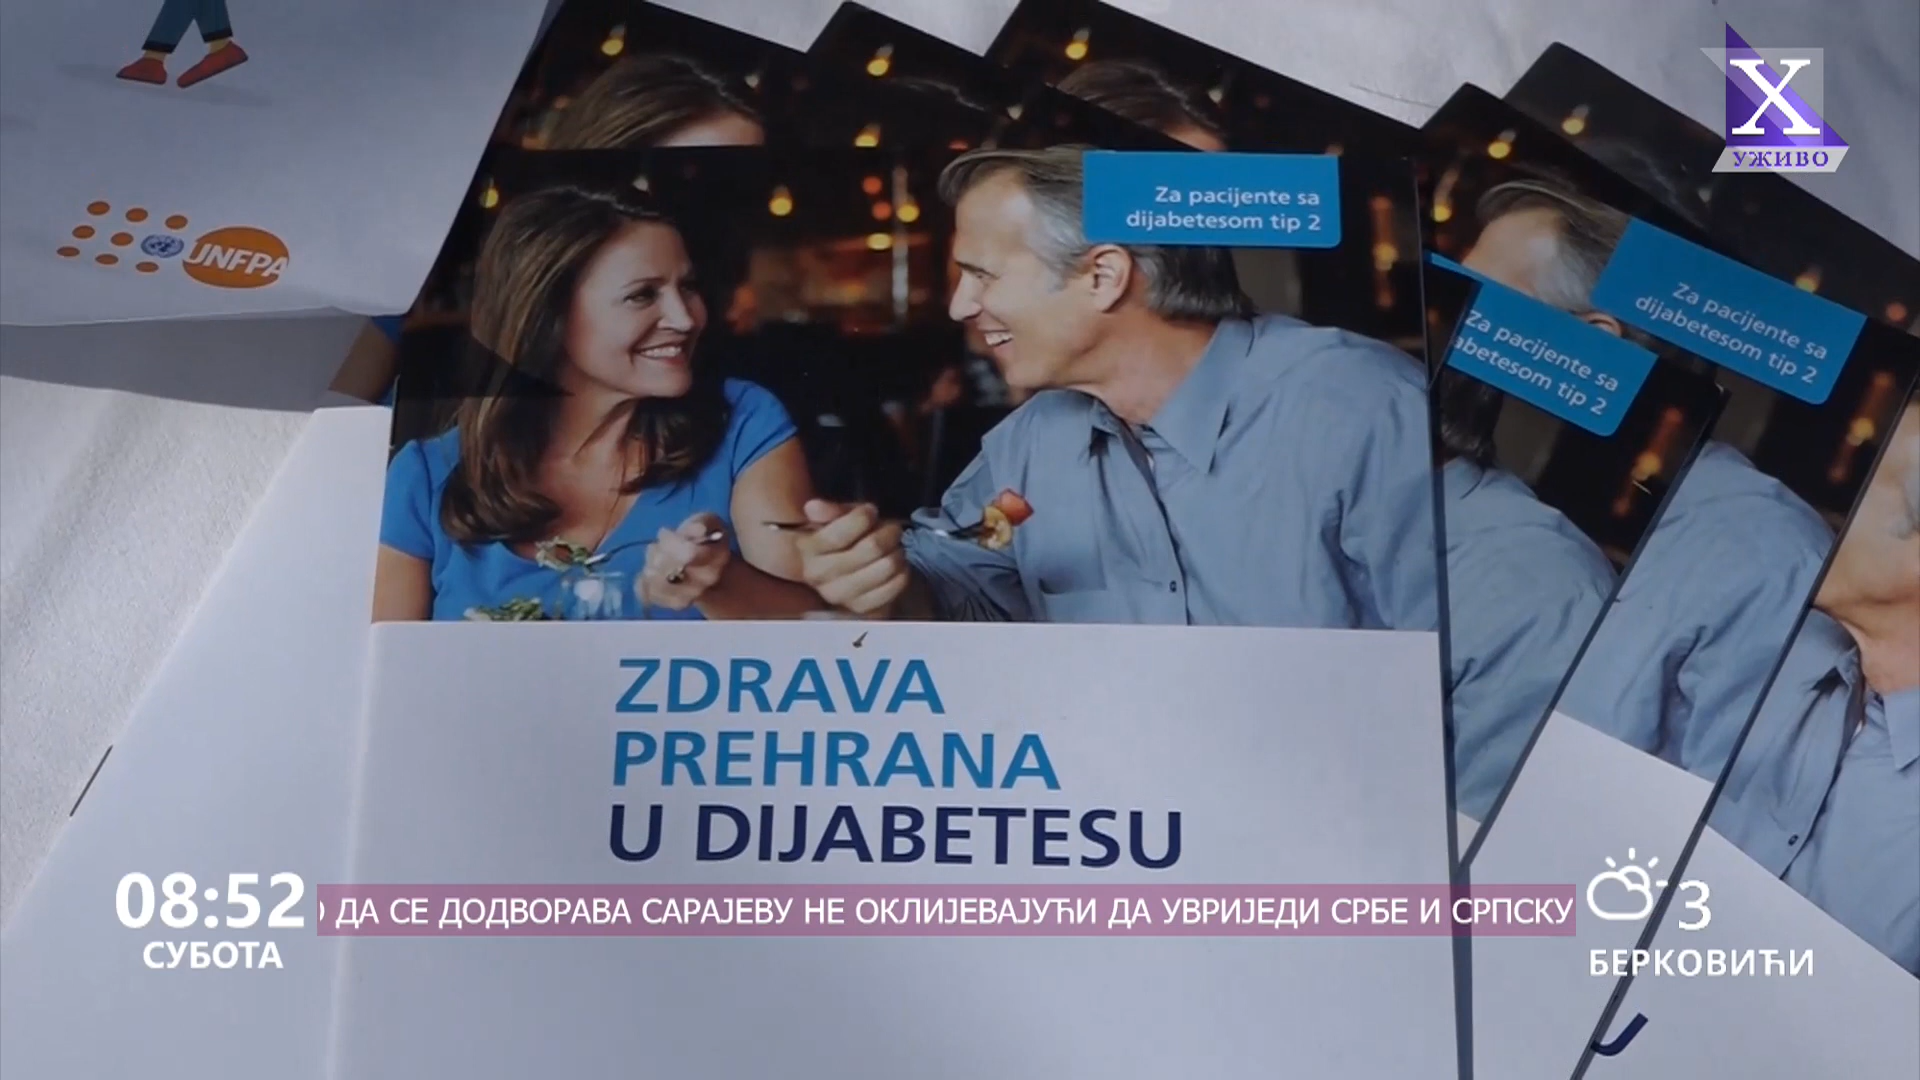 X
УЖИВО
UNFPA
Za pacijente sa
dijabetesom tip 2
Za pacijente sa
dijabetesom tip 2
Za pacijente sa
abetesom tip 2
ZDRAVA
PREHRANA
U DIJABETESU
08:52
СУБОТА
ДА СЕ ДОДВОРАВА САРАЈЕВУ НЕ ОКЛИЈЕВАЈУЋИ ДА УВРИЈЕДИ СРБЕ И СРПСКУ
3
БЕРКОВИЋИ